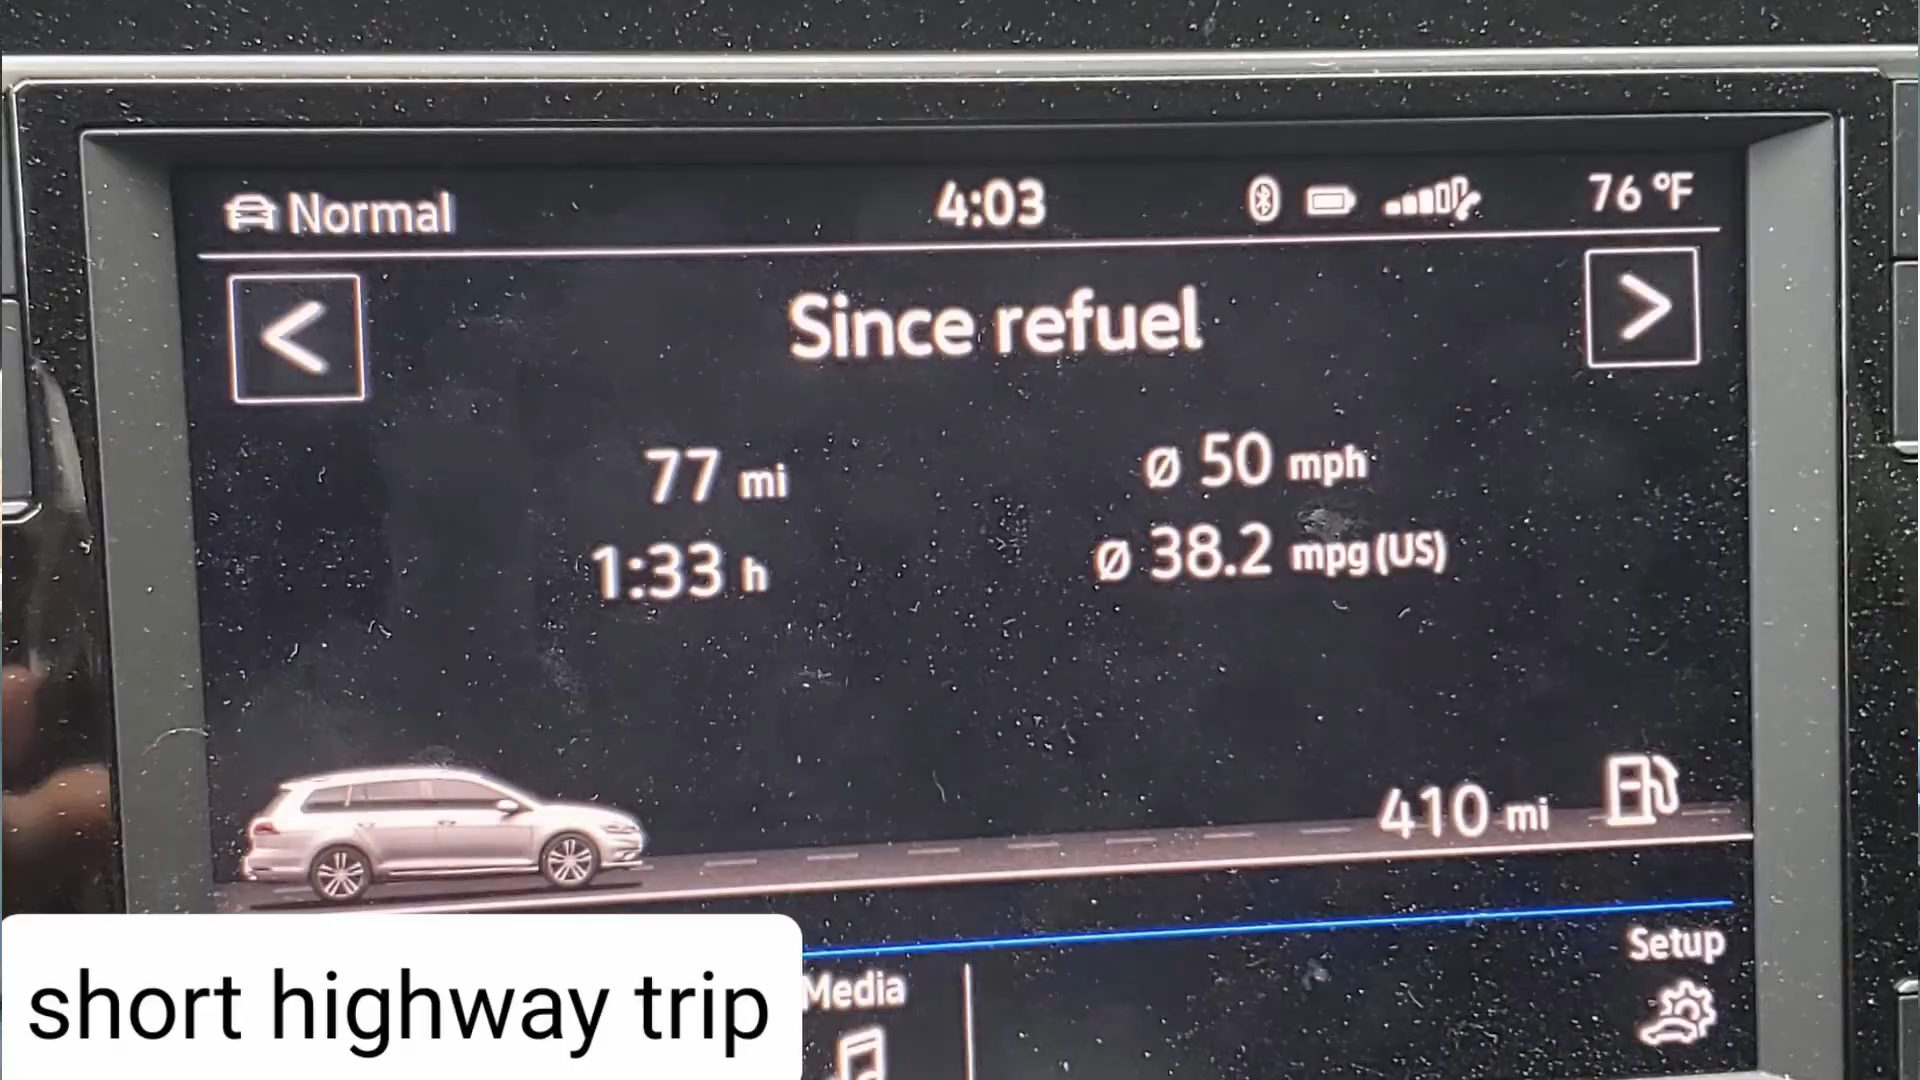 Normal 4:03 76 °F
< Since refuel >
77 mi Ø 50 mph
1:33 h Ø 38.2 mpg (US)
410 mi
Setup
Media
short highway trip